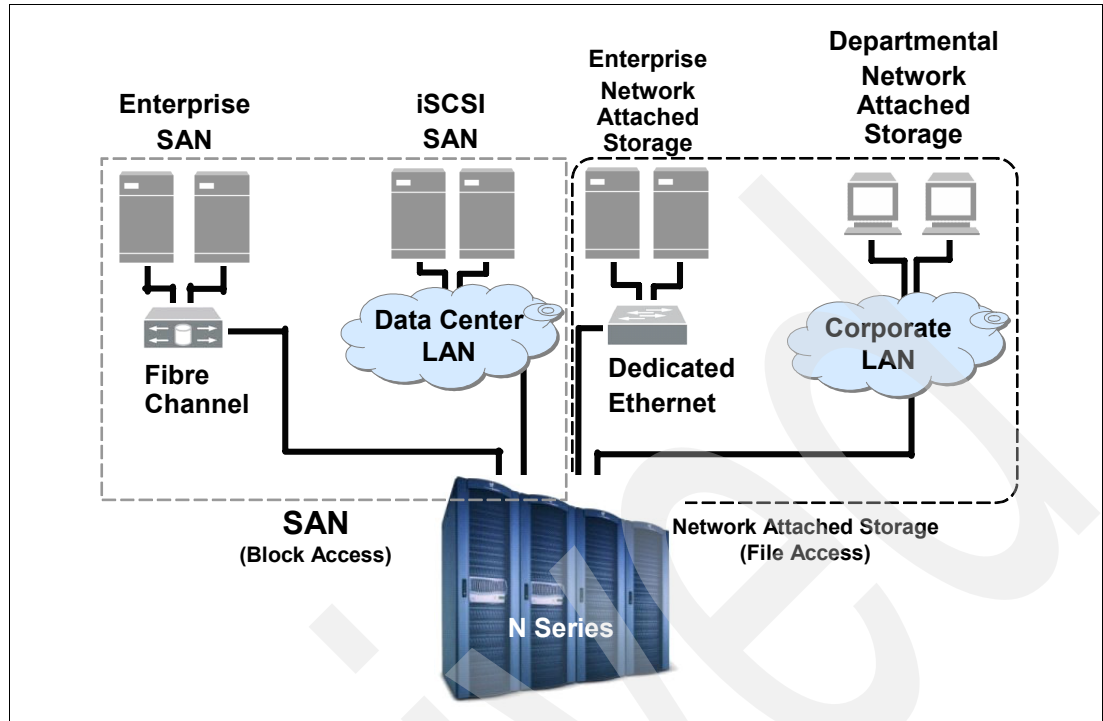 Enterprise
SAN
iSCSI
SAN
Enterprise
Network
Attached
Storage
Departmental
Network
Attached
Storage
Data Center
LAN
Corporate
LAN
Fibre
Channel
Dedicated
Ethernet
SAN
(Block Access)
Network Attached Storage
(File Access)
N Series